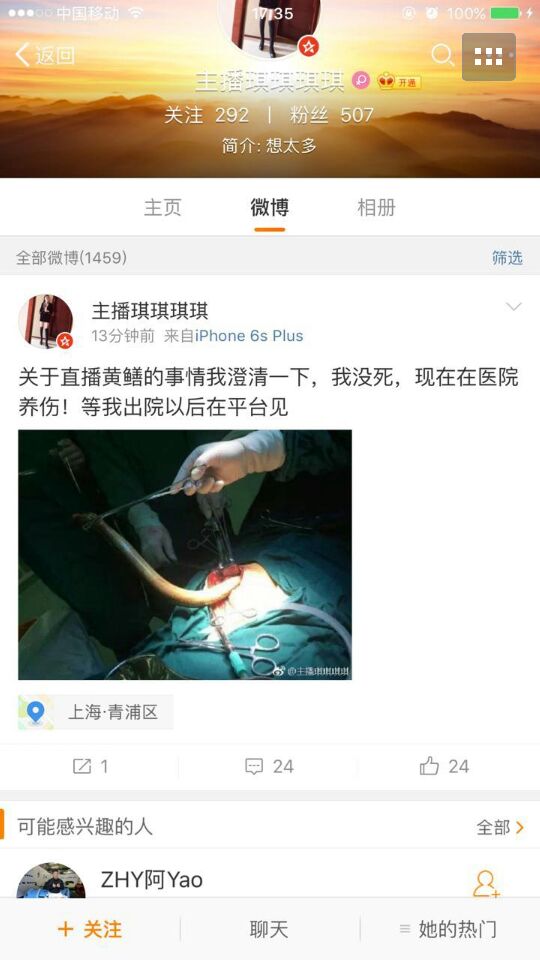 中国移动 17:35 100%
返回
主播琪琪琪琪 开通
关注 292 | 粉丝 507
简介: 想太多
主页 微博 相册
全部微博(1459) 筛选
主播琪琪琪琪
13分钟前 来自iPhone 6s Plus
关于直播黄鳝的事情我澄清一下，我没死，现在在医院
养伤！等我出院以后在平台见
@主播琪琪琪琪
上海·青浦区
1 24 24
可能感兴趣的人 全部
ZHY阿Yao
+ 关注 聊天 她的热门